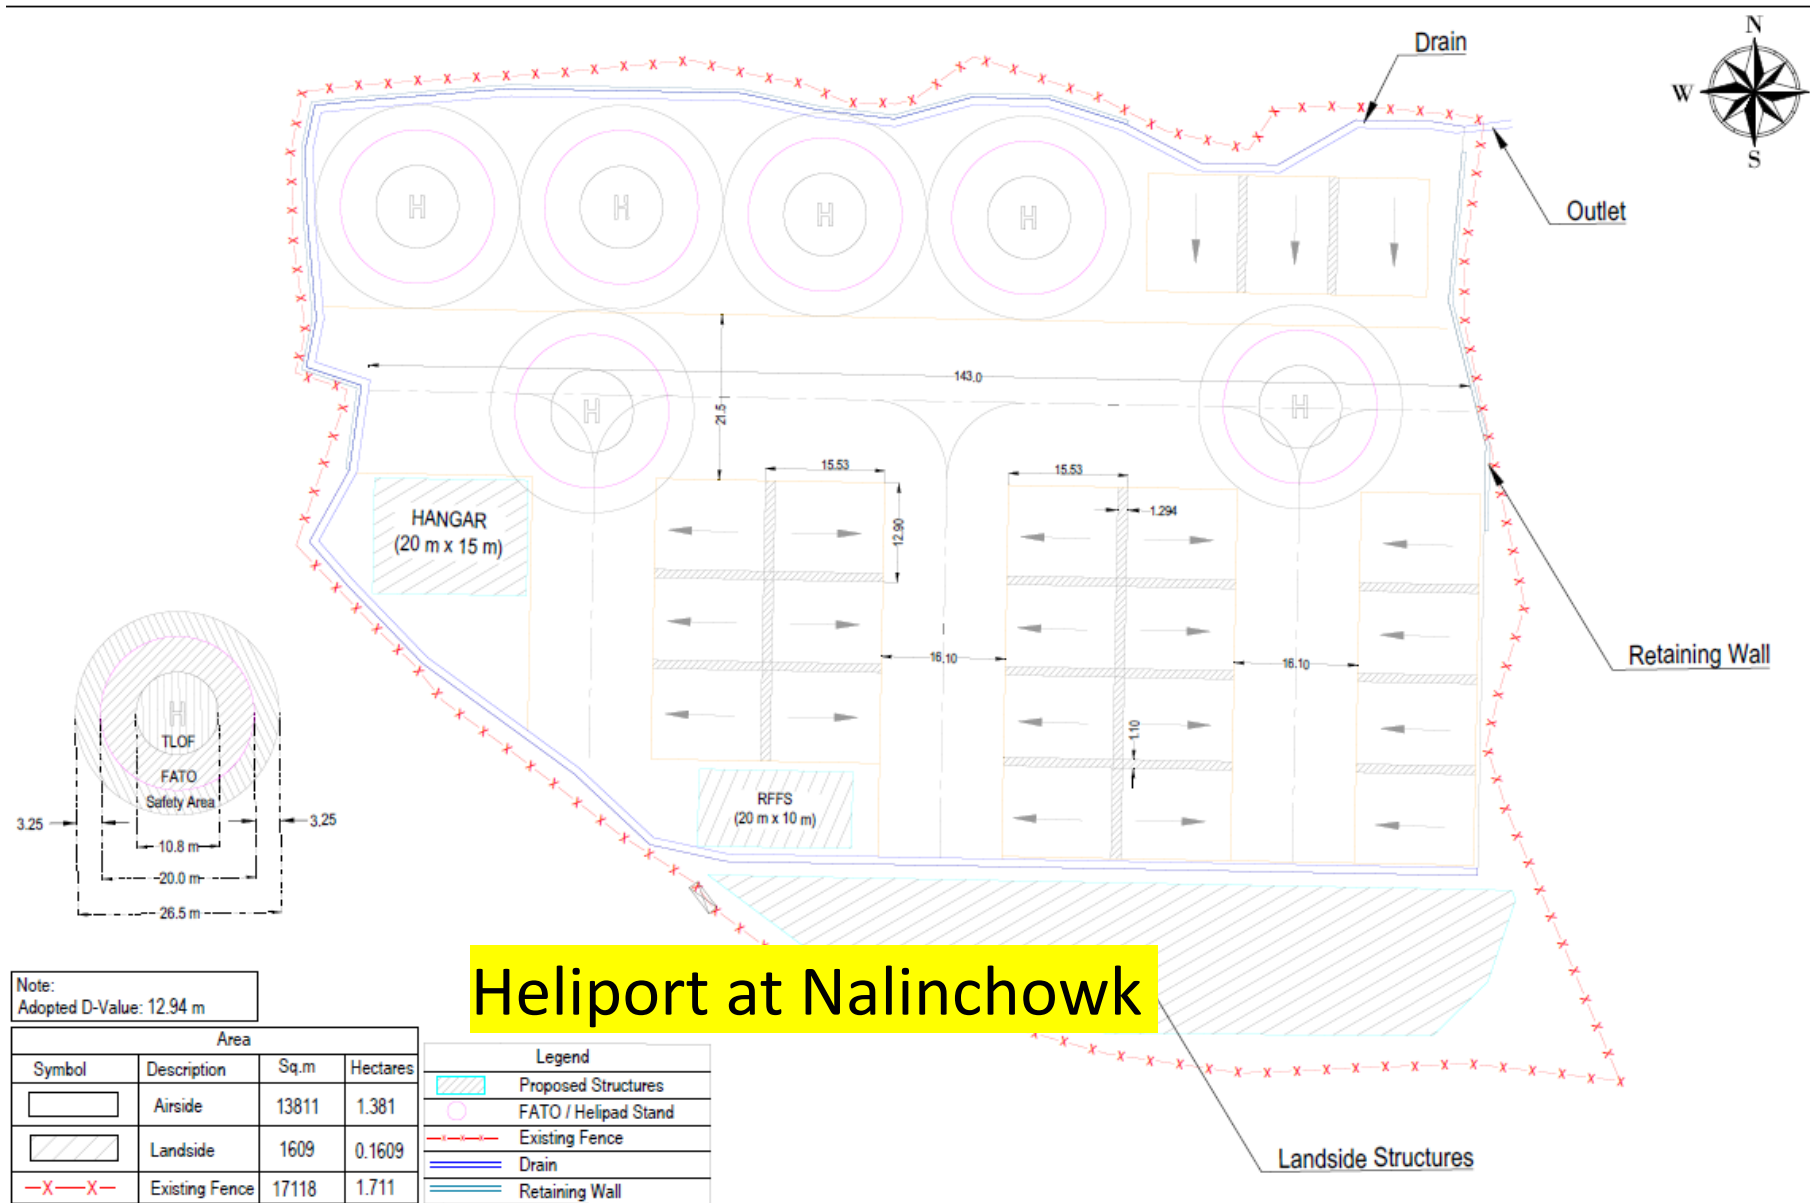 Drain
N
W
S
Outlet
H
H
H
H
143.0
H
H
21.5
15.53
15.53
HANGAR
(20 m x 15 m)
12.90
1.294
16.10
16.10
Retaining Wall
1.10
H
TLOF
FATO
Safety Area
3.25
3.25
10.8 m
20.0 m
26.5 m
RFFS
(20 m x 10 m)
Heliport at Nalinchowk
Note:
Adopted D-Value: 12.94 m
Area
Symbol Description Sq.m Hectares
Airside 13811 1.381
Landside 1609 0.1609
Existing Fence 17118 1.711
Legend
Proposed Structures
FATO / Helipad Stand
Existing Fence
Drain
Retaining Wall
Landside Structures